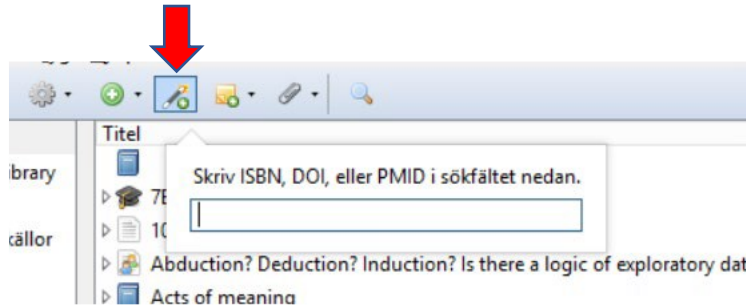 Titel
ibrary
Skriv ISBN, DOI, eller PMID i sökfältet nedan.
7E
källor
10
Abduction? Deduction? Induction? Is there a logic of exploratory dat
Acts of meaning